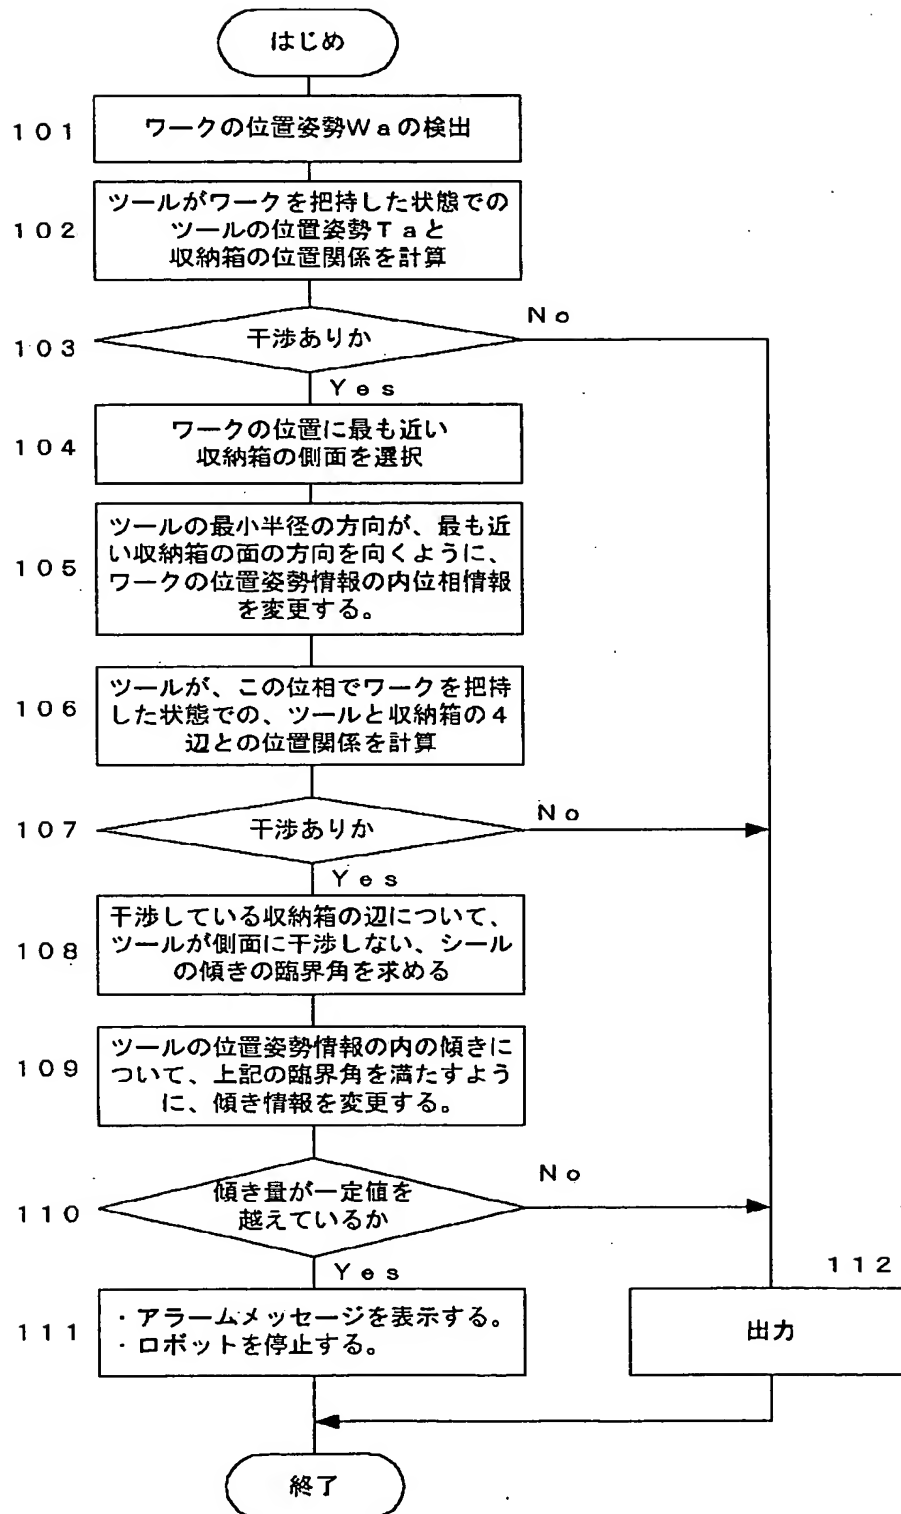 はじめ
101
ワークの位置姿勢Waの検出
102
ツールがワークを把持した状態での
ツールの位置姿勢Taと
収納箱の位置関係を計算
103
干渉ありか
No
Yes
104
ワークの位置に最も近い
収納箱の側面を選択
105
ツールの最小半径の方向が、最も近
い収納箱の面の方向を向くように、
ワークの位置姿勢情報の内位相情報
を変更する。
106
ツールが、この位相でワークを把持
した状態での、ツールと収納箱の4
辺との位置関係を計算
107
干渉ありか
No
Yes
108
干渉している収納箱の辺について、
ツールが側面に干渉しない、シール
の傾きの臨界角を求める
109
ツールの位置姿勢情報の内の傾きに
ついて、上記の臨界角を満たすよう
に、傾き情報を変更する。
110
傾き量が一定値を
越えているか
No
Yes
111
・アラームメッセージを表示する。
・ロボットを停止する。
112
出力
終了